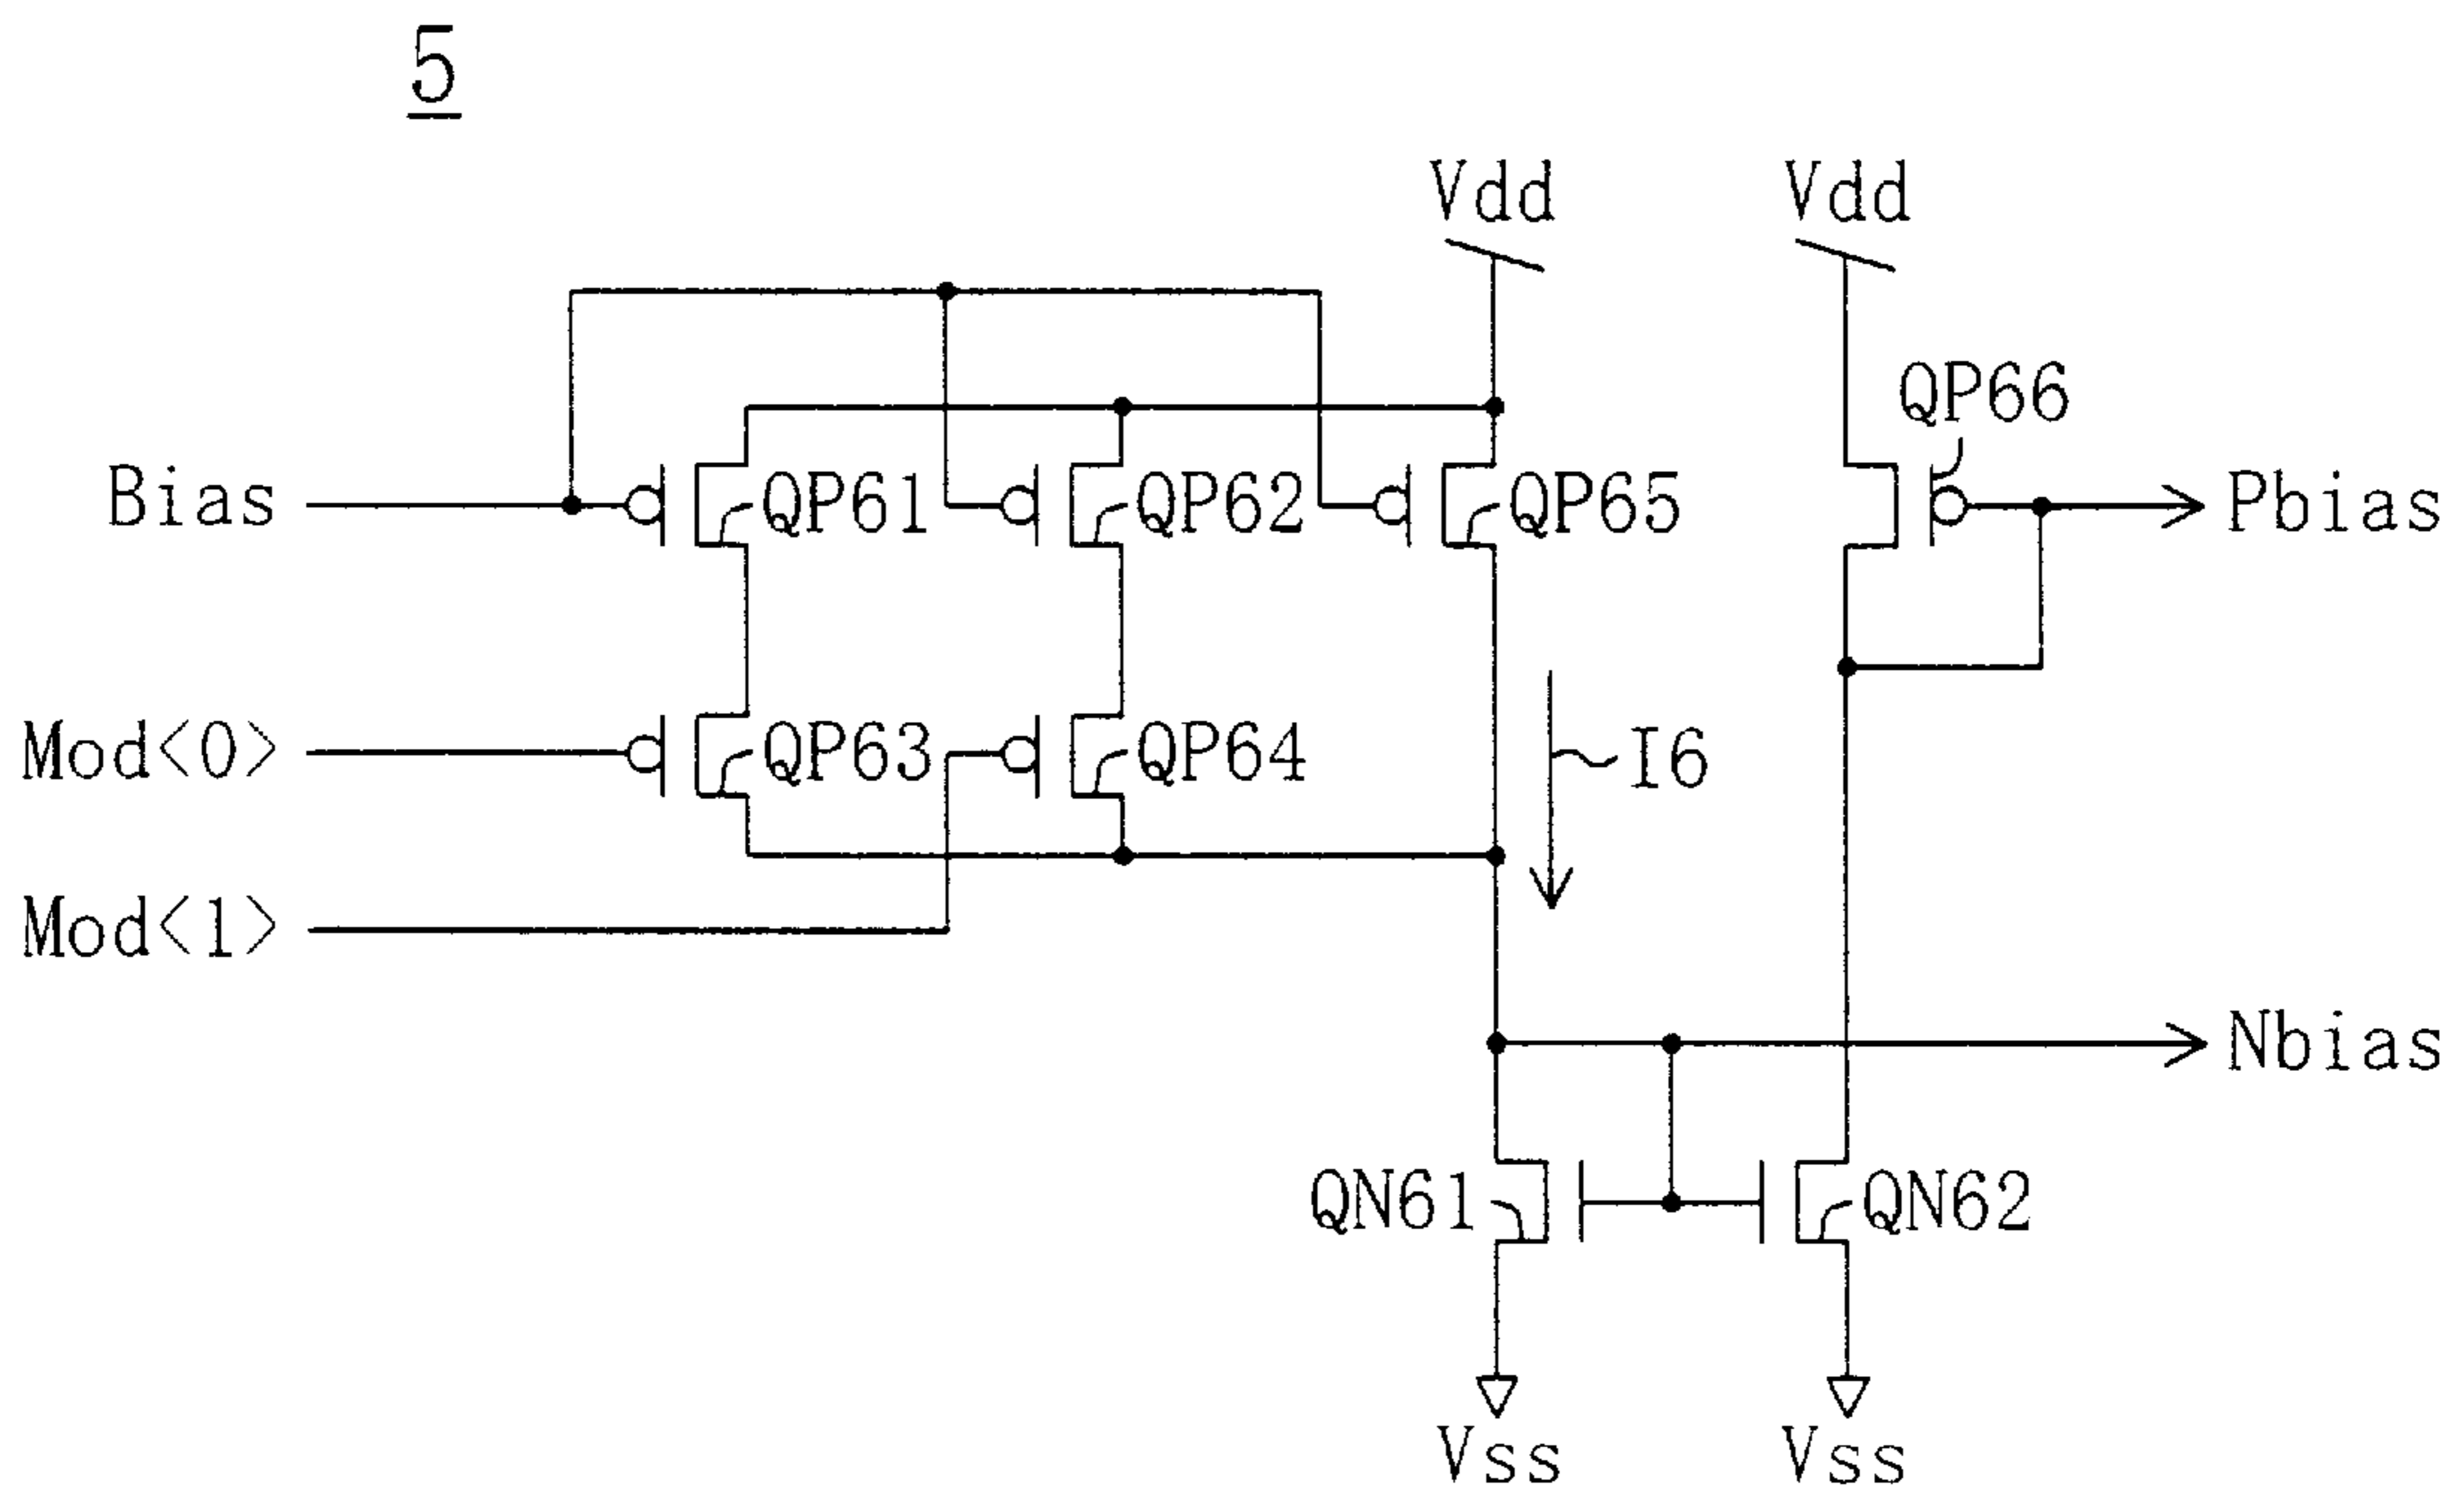 5
Vdd Vdd
QP66
Bias QP61 QP62 QP65 Pbias
Mod<0> QP63 QP64 I6
Mod<1>
Nbias
QN61 QN62
Vss Vss